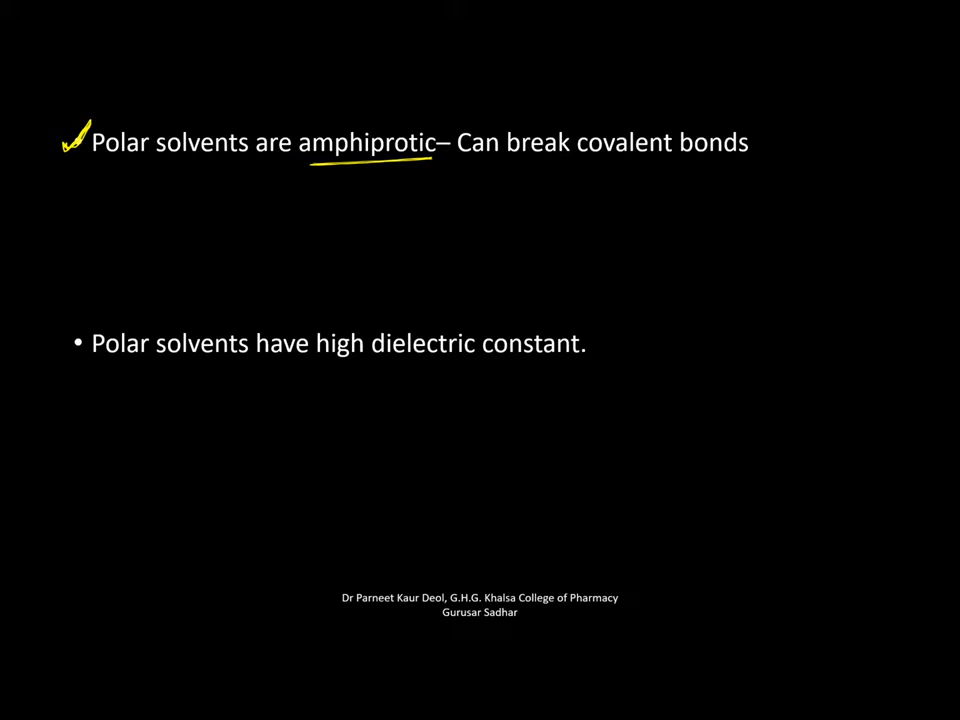 Polar solvents are amphiprotic– Can break covalent bonds
• Polar solvents have high dielectric constant.
Dr Parneet Kaur Deol, G.H.G. Khalsa College of Pharmacy
Gurusar Sadhar